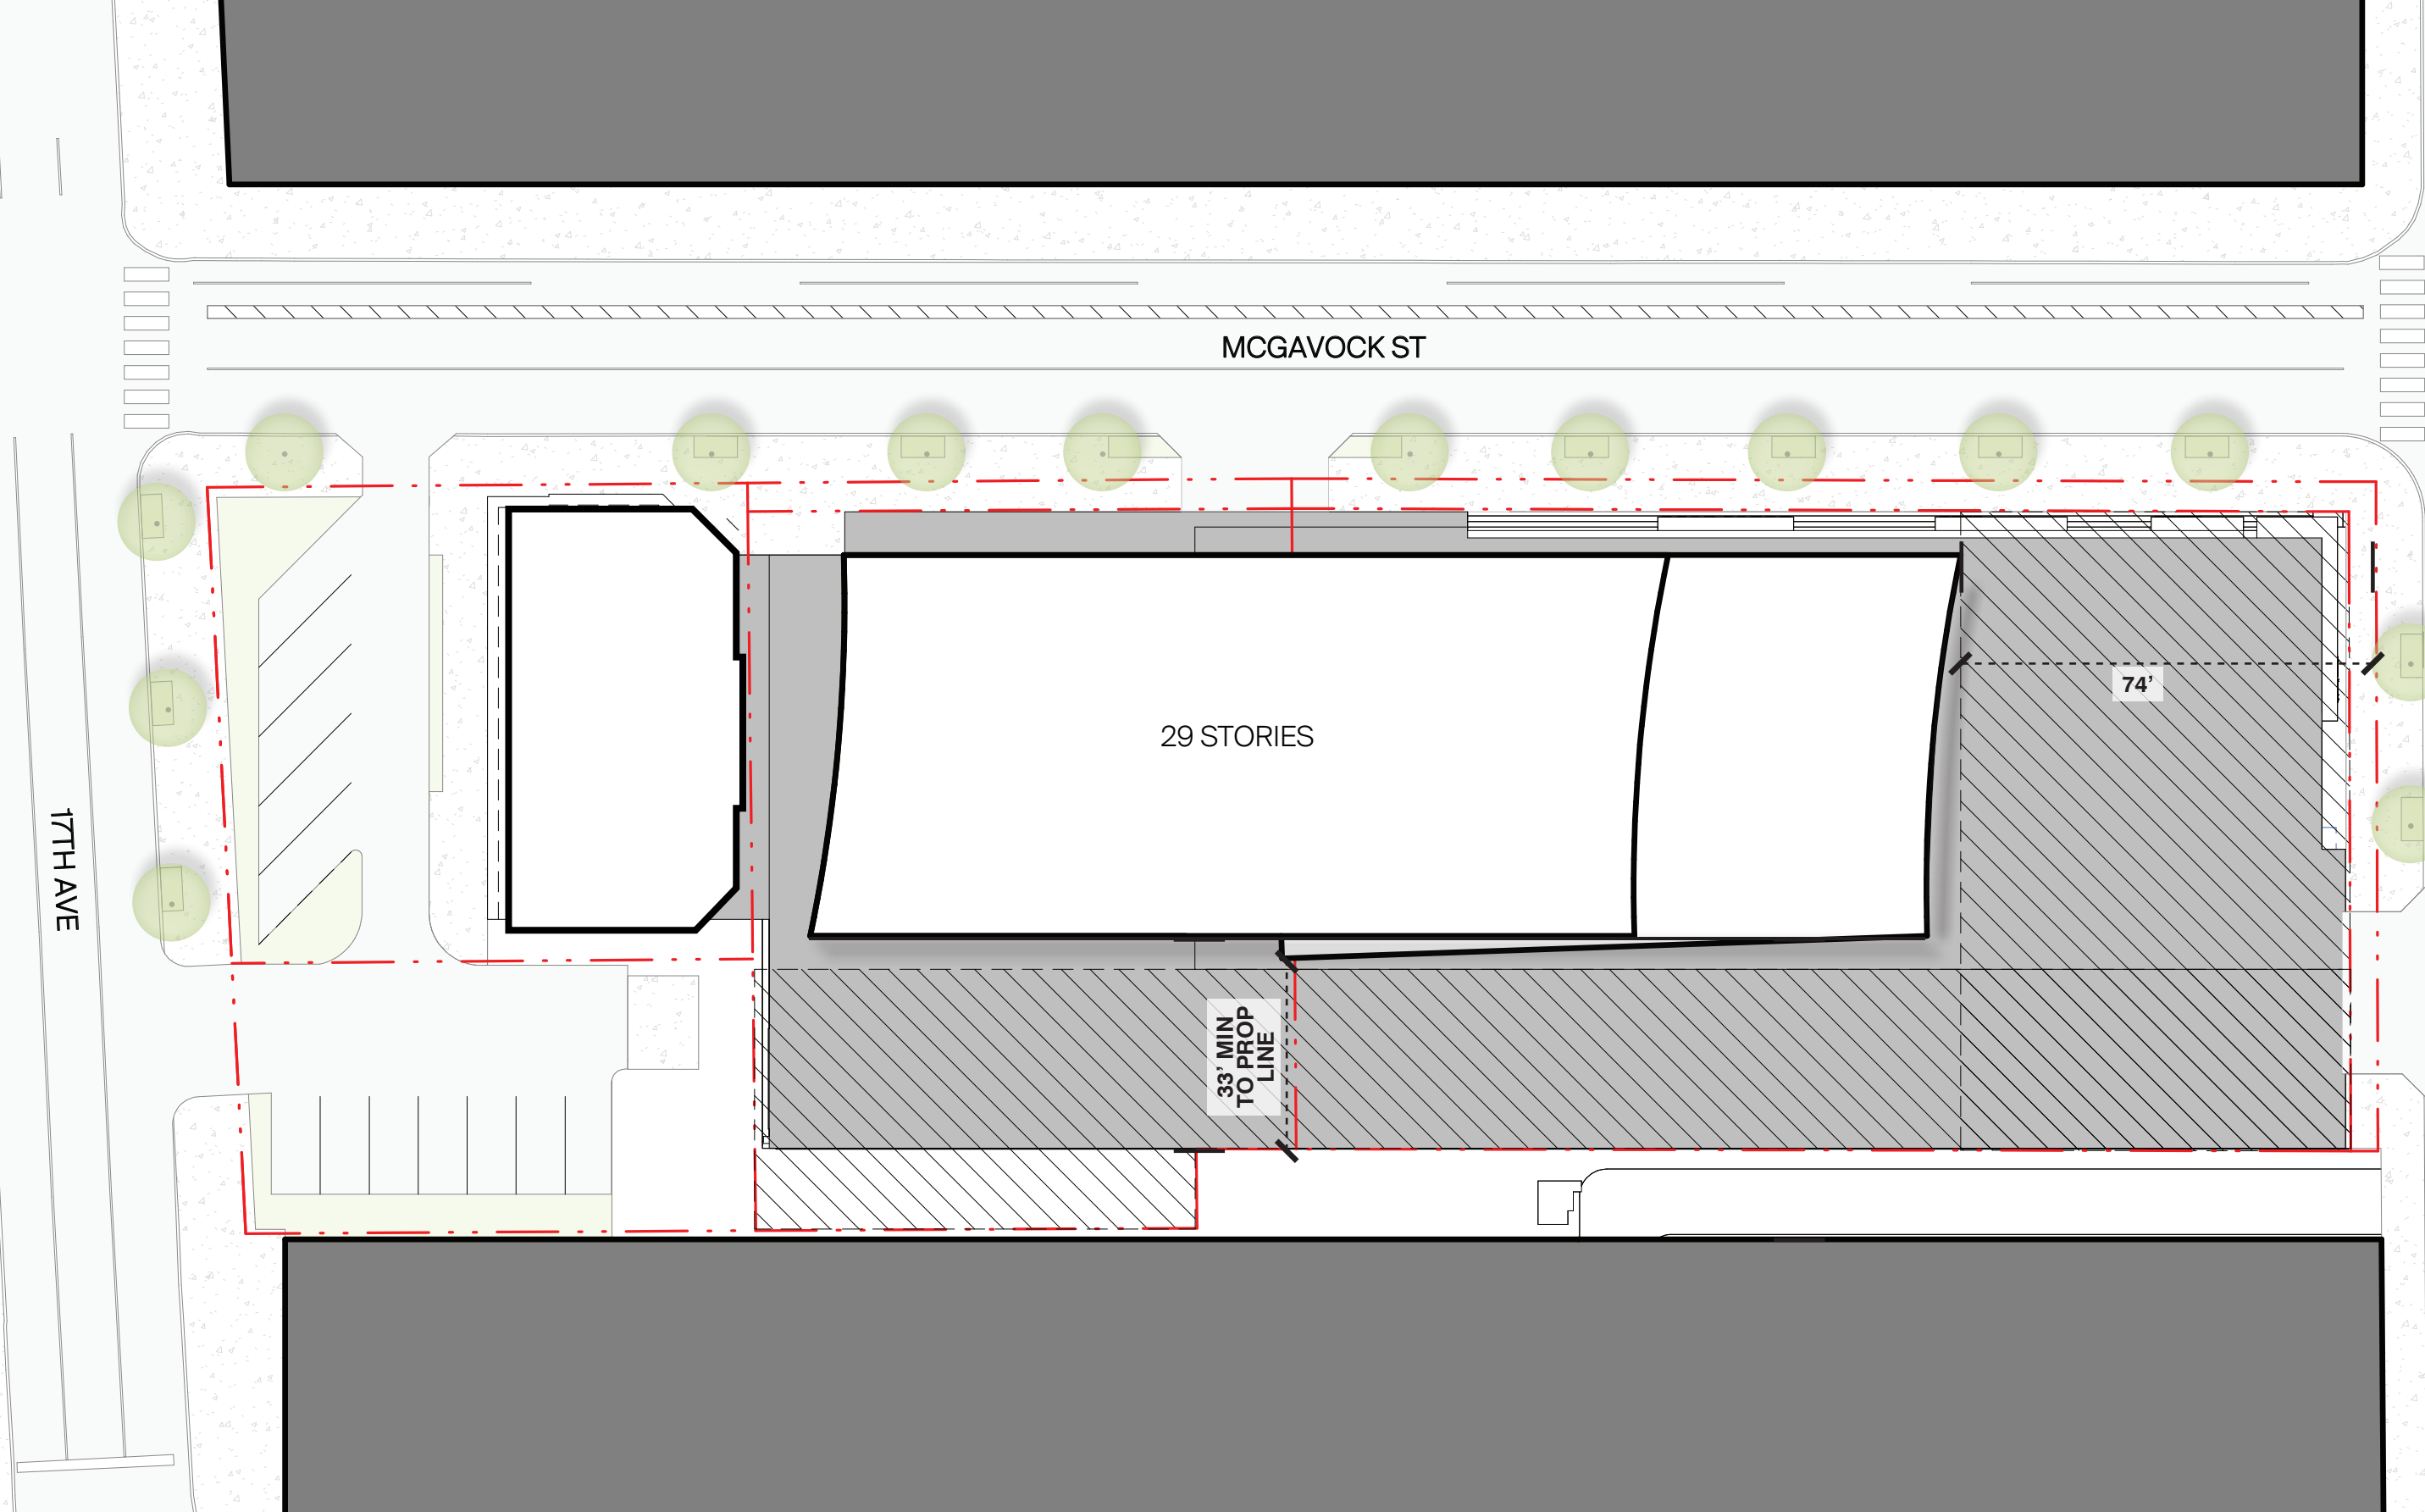 MCGAVOCK ST
29 STORIES
74’
17TH AVE
33’ MIN
TO PROP
LINE